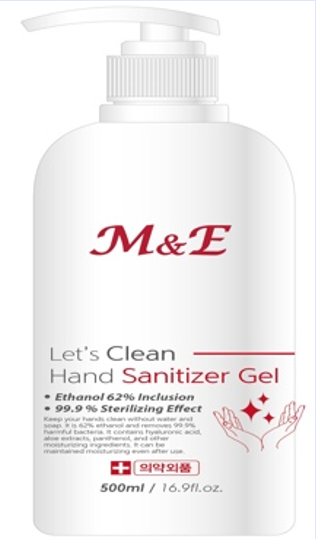 M&E
Let's Clean
Hand Sanitizer Gel
• Ethanol 62% Inclusion
• 99.9 % Sterilizing Effect
Keep your hands clean without water and
soap. It is 62% ethanol and removes 99.9%
harmful bacteria. It contains hyaluronic acid,
aloe extracts, panthenol, and other
moisturizing ingredients. It can be
maintained moisturizing even after use.
의약외품
500ml / 16.9fl.oz.